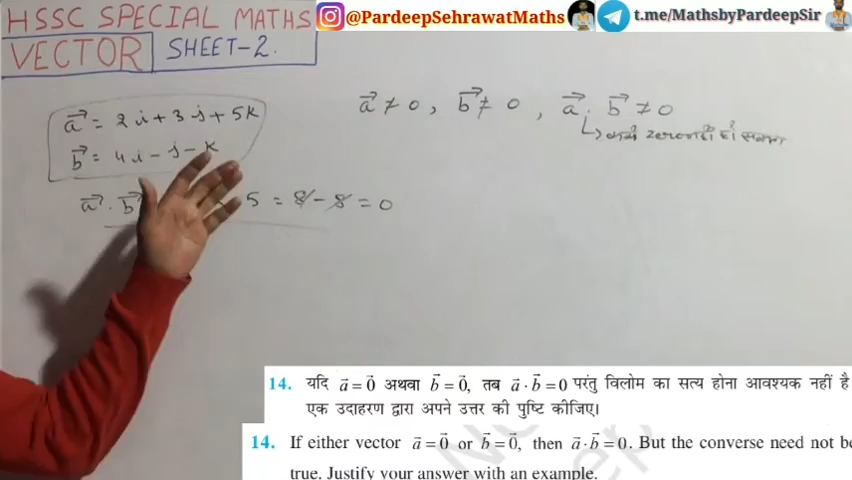 HSSC SPECIAL MATHS
@PardeepSehrawatMaths
t.me/MathsbyPardeepSir
VECTOR SHEET-2.
a⃗ ≠ 0, b⃗ ≠ 0, a⃗ · b⃗ ≠ 0
a⃗ = 2i + 3j + 5k
b⃗ = 4i - j - k
a⃗ · b⃗ 5 = 8 - 8 = 0
14. यदि a⃗ = 0⃗ अथवा b⃗ = 0⃗, तब a⃗ · b⃗ = 0 परंतु विलोम का सत्य होना आवश्यक नहीं है
एक उदाहरण द्वारा अपने उत्तर की पुष्टि कीजिए।
14. If either vector a⃗ = 0⃗ or b⃗ = 0⃗, then a⃗ · b⃗ = 0. But the converse need not be
true. Justify your answer with an example.